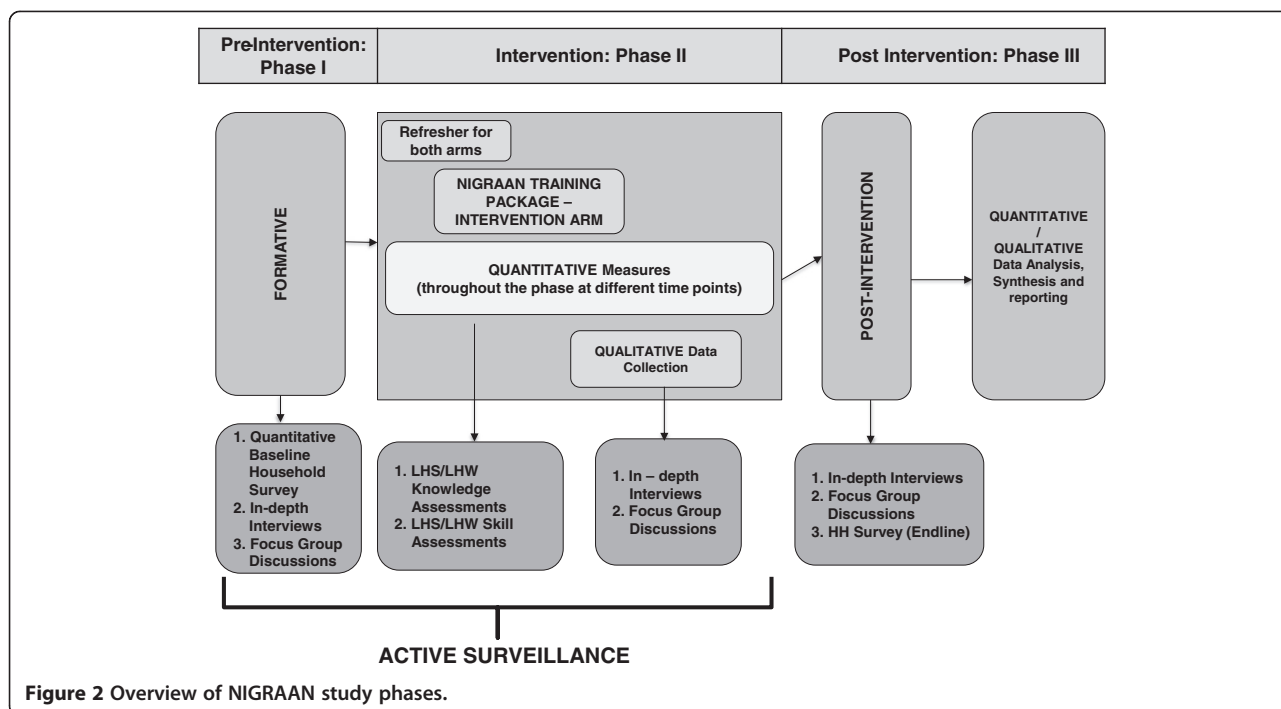 Pre-Intervention:
Phase I
Intervention: Phase II
Post Intervention: Phase III
FORMATIVE
Refresher for
both arms
NIGRAAN TRAINING
PACKAGE –
INTERVENTION ARM
QUANTITATIVE Measures
(throughout the phase at different time points)
QUALITATIVE Data
Collection
POST-INTERVENTION
QUANTITATIVE
/
QUALITATIVE
Data Analysis,
Synthesis and
reporting
1. Quantitative
Baseline
Household
Survey
2. In-depth
Interviews
3. Focus Group
Discussions
1. LHS/LHW
Knowledge
Assessments
2. LHS/LHW Skill
Assessments
1. In – depth
Interviews
2. Focus Group
Discussions
1. In-depth Interviews
2. Focus Group
Discussions
3. HH Survey (Endline)
ACTIVE SURVEILLANCE
Figure 2 Overview of NIGRAAN study phases.